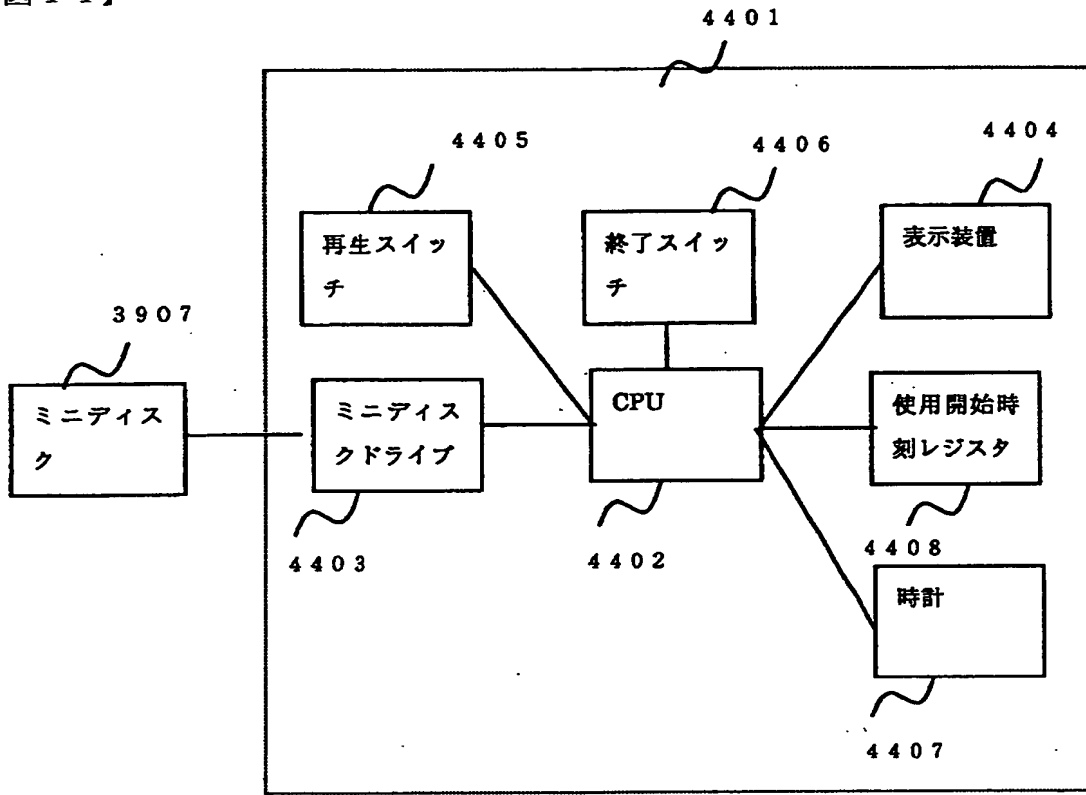 ４４０１
４４０５
４４０６
４４０４
再生スイッ
チ
終了スイッ
チ
表示装置
３９０７
ミニディス
ク
ミニディス
クドライブ
CPU
使用開始時
刻レジスタ
４４０３
４４０２
４４０８
時計
４４０７